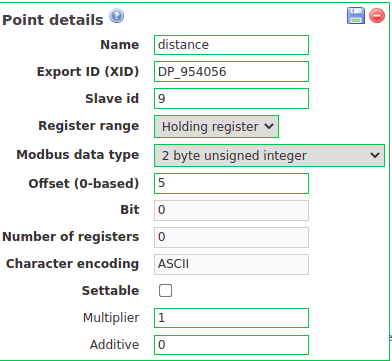 Point details
Name distance
Export ID (XID) DP_954056
Slave id 9
Register range Holding register
Modbus data type 2 byte unsigned integer
Offset (0-based) 5
Bit 0
Number of registers 0
Character encoding ASCII
Settable
Multiplier 1
Additive 0